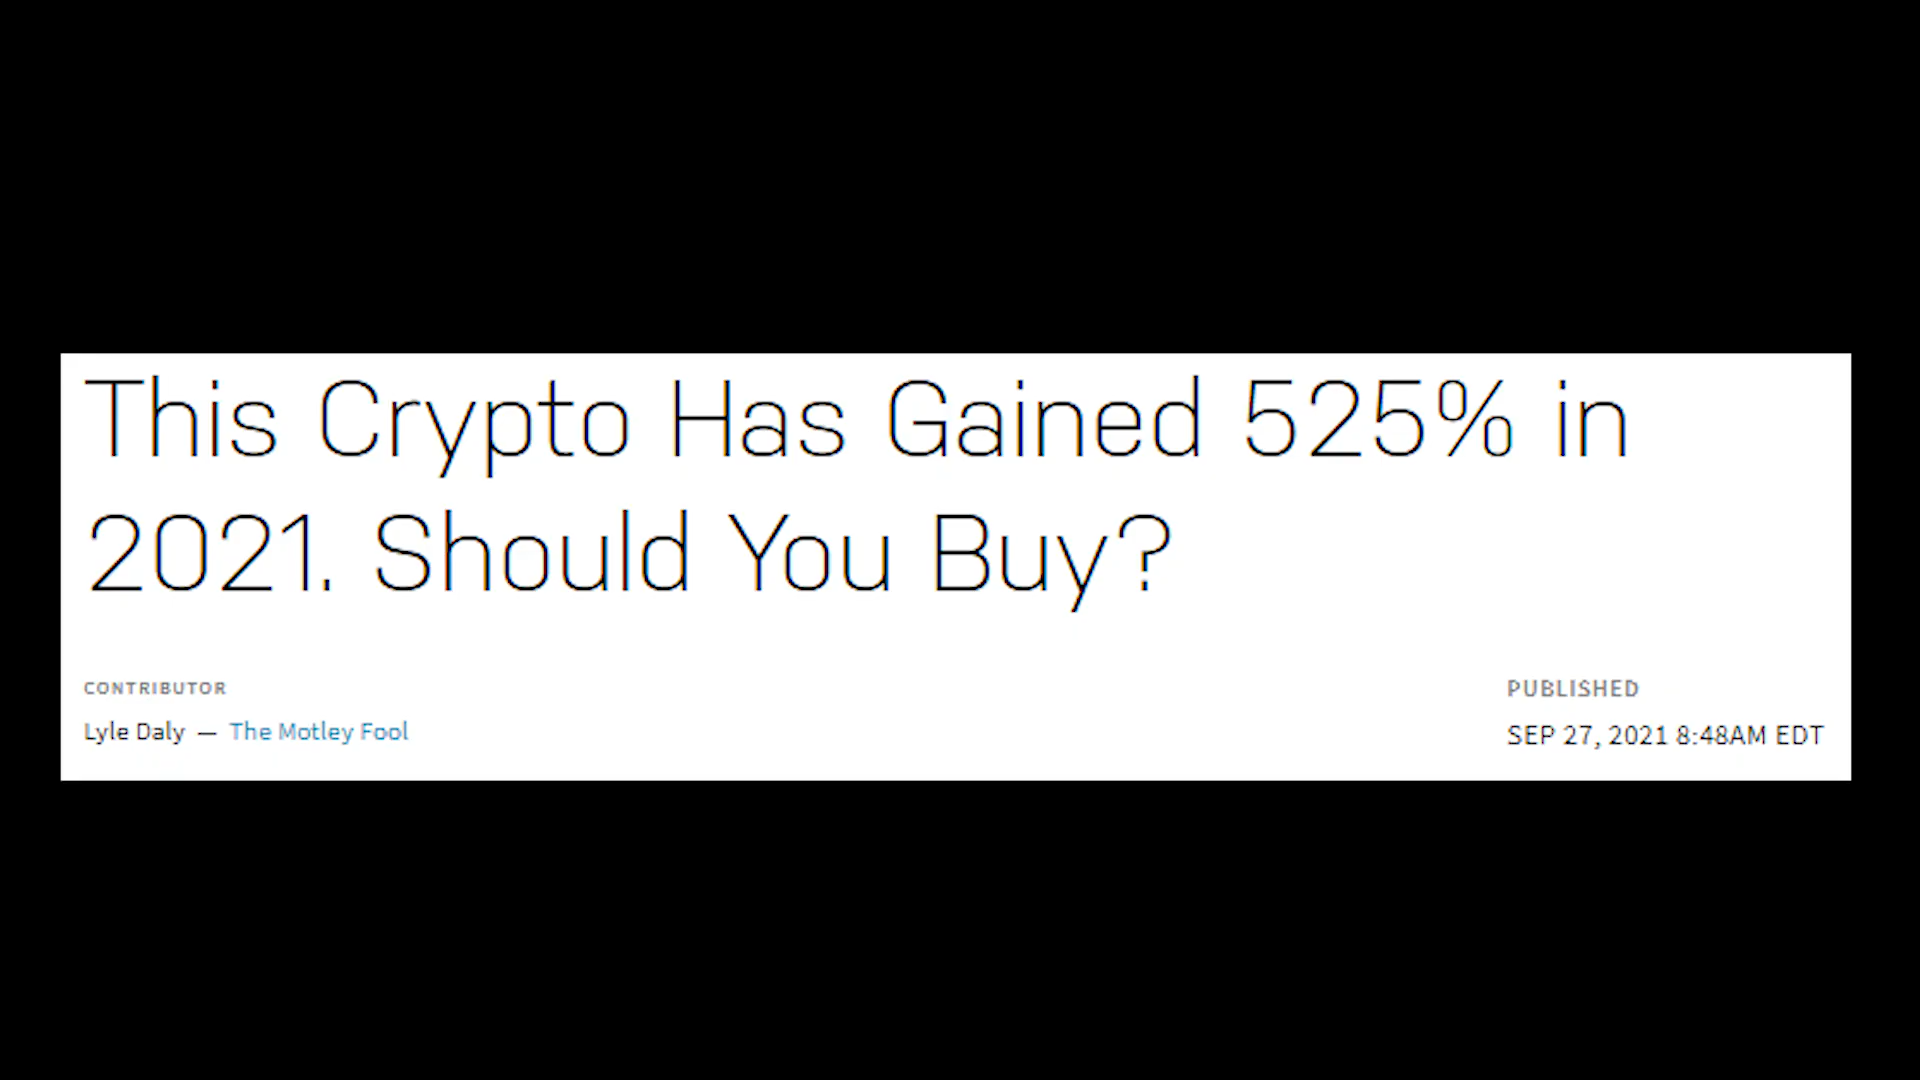 This Crypto Has Gained 525% in
2021. Should You Buy?
CONTRIBUTOR
Lyle Daly — The Motley Fool
PUBLISHED
SEP 27, 2021 8:48AM EDT